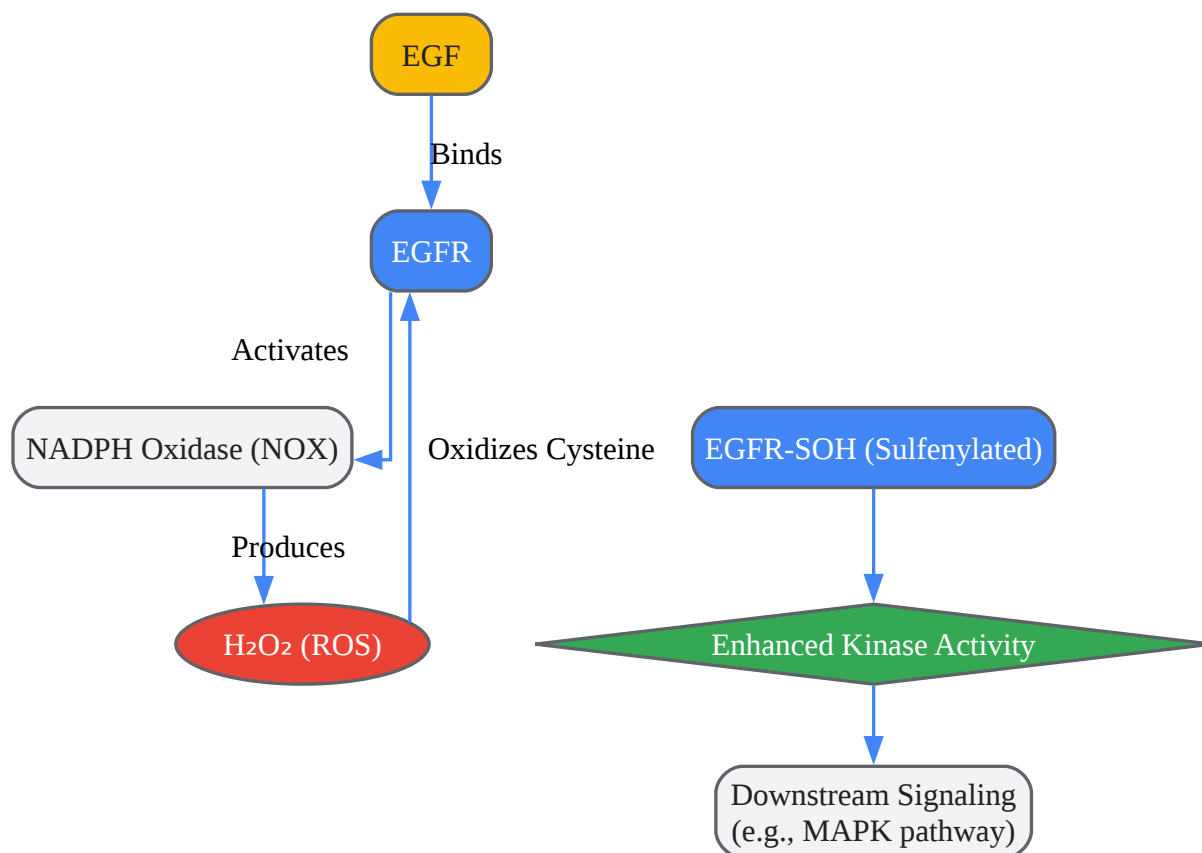 EGF
Binds
EGFR
Activates
NADPH Oxidase (NOX)
Oxidizes Cysteine
EGFR-SOH (Sulfenylated)
Produces
H₂O₂ (ROS)
Enhanced Kinase Activity
Downstream Signaling
(e.g., MAPK pathway)